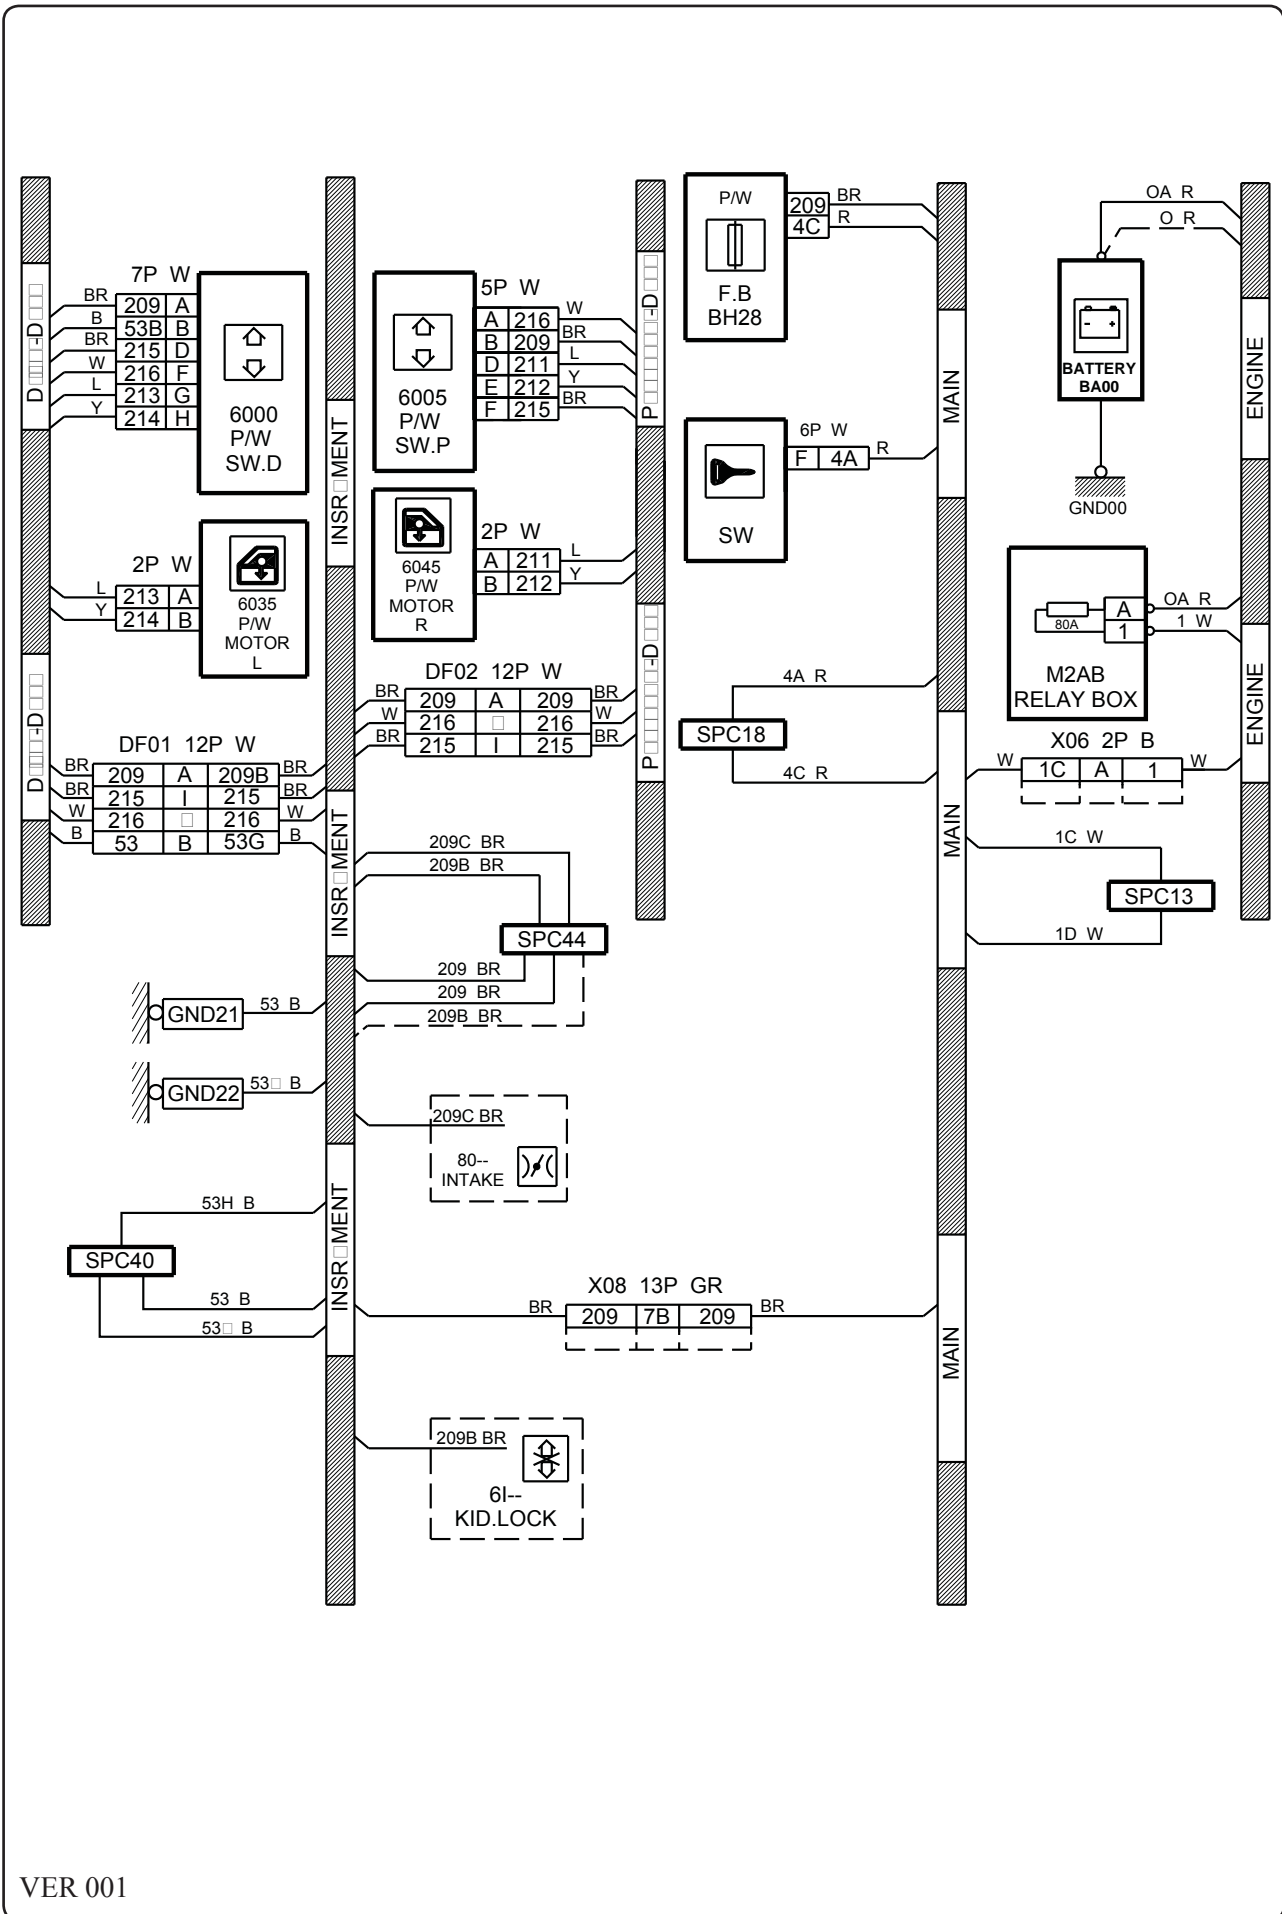 7P W
BR 209 A
B 53B B
BR 215 D
W 216 F
L 213 G
Y 214 H
6000
P/W
SW.D
2P W
L 213 A
Y 214 B
6035
P/W
MOTOR
L
DF01 12P W
BR 209 A 209B BR
BR 215 I 215 BR
W 216 □ 216 W
B 53 B 53G B
GND21 53 B
GND22 53□ B
53H B
SPC40
53 B
53□ B
INSR□MENT
INSR□MENT
INSR□MENT
5P W
A 216 W
B 209 BR
D 211 L
E 212 Y
F 215 BR
6005
P/W
SW.P
2P W
A 211 L
B 212 Y
6045
P/W
MOTOR
R
DF02 12P W
BR 209 A 209 BR
W 216 □ 216 W
BR 215 I 215 BR
209C BR
209B BR
SPC44
209 BR
209 BR
209B BR
209C BR
80--
INTAKE
X08 13P GR
BR 209 7B 209 BR
209B BR
6I--
KID.LOCK
P/W
209 BR
4C R
F.B
BH28
6P W
F 4A R
SW
4A R
SPC18
4C R
MAIN
MAIN
MAIN
OA R
O R
- +
BATTERY
BA00
GND00
A OA R
80A
1 1 W
M2AB
RELAY BOX
X06 2P B
W 1C A 1 W
1C W
SPC13
1D W
ENGINE
ENGINE
VER 001